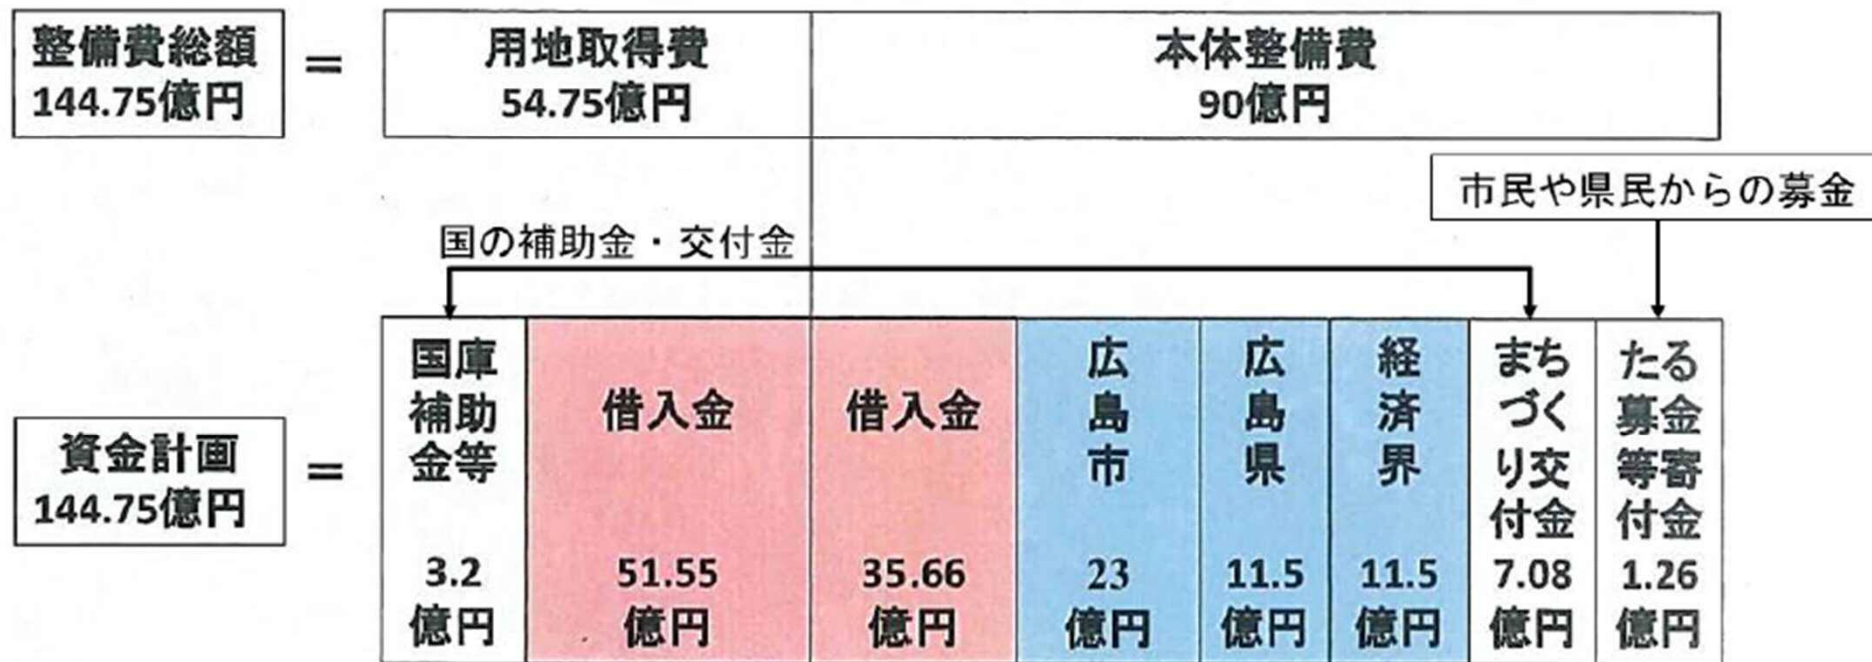 整備費総額
144.75億円
=
用地取得費
54.75億円
本体整備費
90億円
市民や県民からの募金
国の補助金・交付金
資金計画
144.75億円
=
国庫
補助
金等
3.2
億円
借入金
51.55
億円
借入金
35.66
億円
広
島
市
23
億円
広
島
県
11.5
億円
経
済
界
11.5
億円
まち
づく
り交
付金
7.08
億円
たる
募金
等寄
付金
1.26
億円